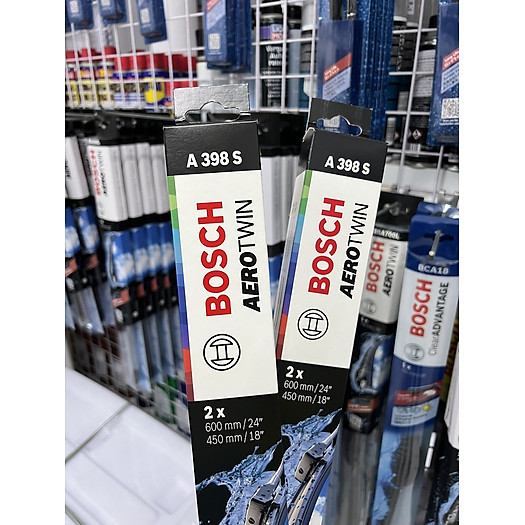 A 398 S
BOSCH
AEROTWIN
2 x
600 mm / 24"
450 mm / 18"
A 398 S
BOSCH
AEROTWIN
2 x
600 mm / 24"
450 mm / 18"
BOSCH
AEROTWIN
BCA18
BOSCH
ClearADVANTAGE